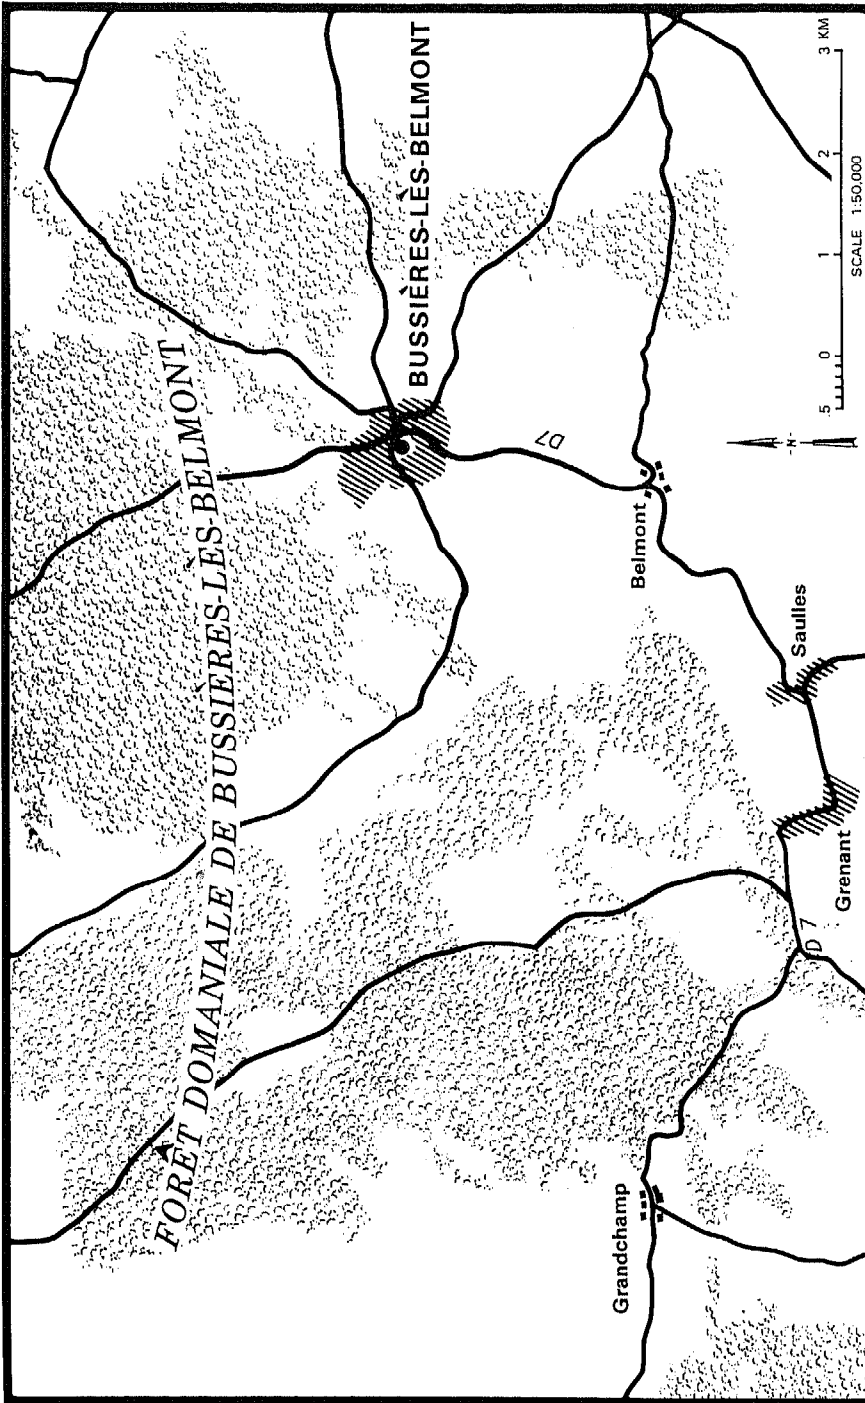 FORÊT DOMANIALE DE BUSSIÈRES-LES-BELMONT
BUSSIÈRES-LES-BELMONT
D7
Belmont
Saulles
Grenant
D 7
Grandchamp
-N-
.5 0 1 2 3 KM
SCALE 1:50,000